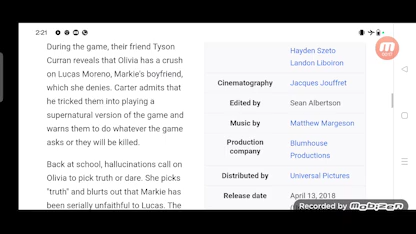 2:21
During the game, their friend Tyson
Curran reveals that Olivia has a crush
on Lucas Moreno, Markie's boyfriend,
which she denies. Carter admits that
he tricked them into playing a
supernatural version of the game and
warns them to do whatever the game
asks or they will be killed.
Back at school, hallucinations call on
Olivia to pick truth or dare. She picks
"truth" and blurts out that Markie has
been serially unfaithful to Lucas. The
Hayden Szeto
Landon Liboiron
Cinematography Jacques Jouffret
Edited by Sean Albertson
Music by Matthew Margeson
Production company Blumhouse Productions
Distributed by Universal Pictures
Release date April 13, 2018
Recorded by Mobizen